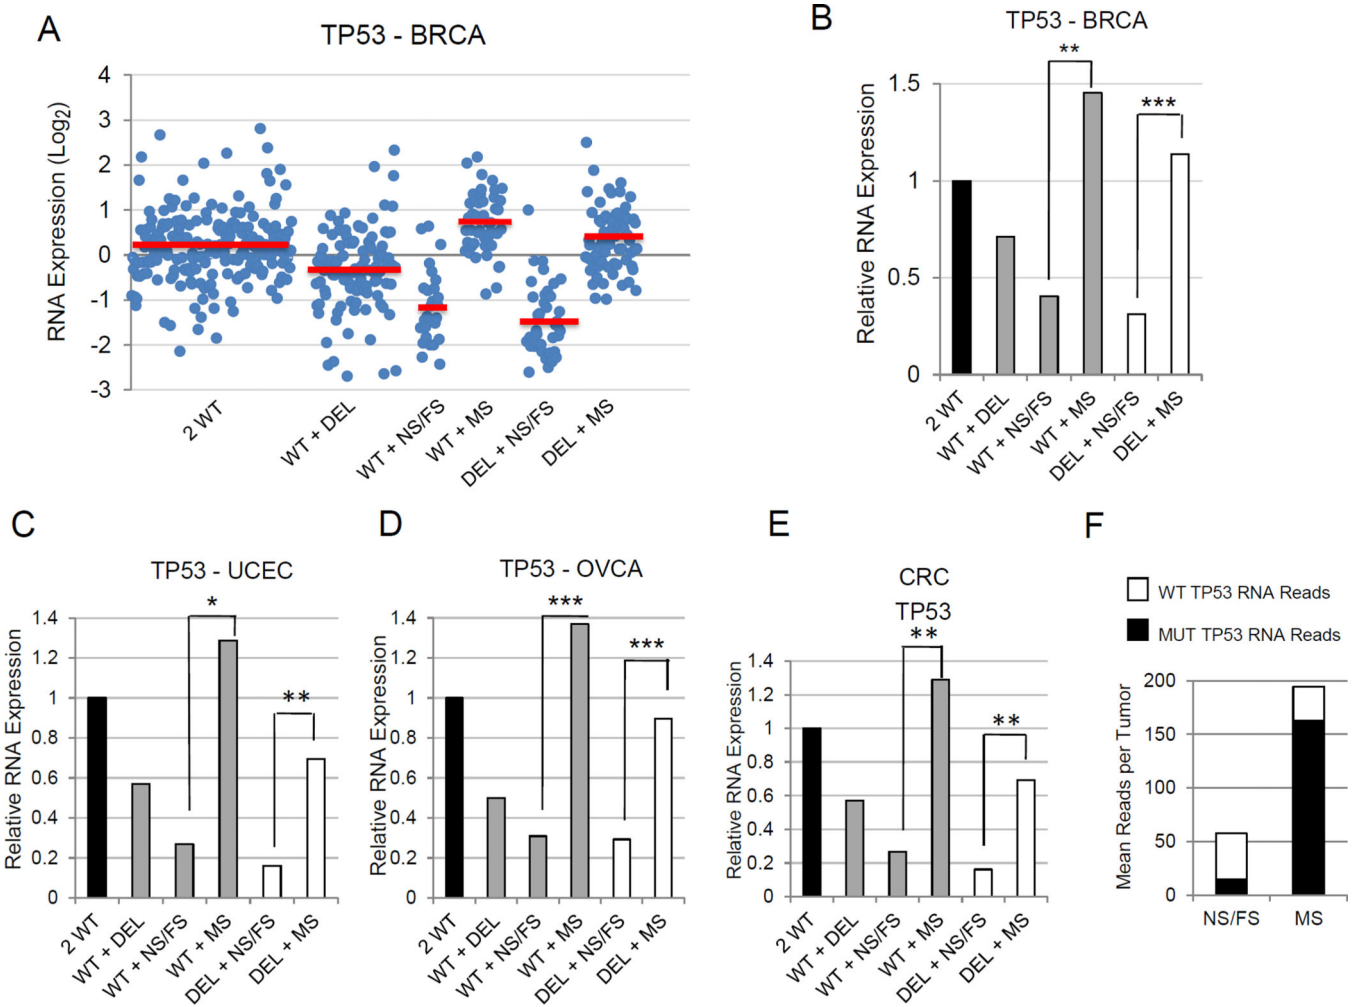 A
TP53 - BRCA
RNA Expression (Log2)
4
3
2
1
0
-1
-2
-3
2 WT
WT + DEL
WT + NS/FS
WT + MS
DEL + NS/FS
DEL + MS
B
TP53 - BRCA
**
***
Relative RNA Expression
1.5
1
0.5
0
2 WT
WT + DEL
WT + NS/FS
WT + MS
DEL + NS/FS
DEL + MS
C
TP53 - UCEC
*
**
Relative RNA Expression
1.4
1.2
1
0.8
0.6
0.4
0.2
0
2 WT
WT + DEL
WT + NS/FS
WT + MS
DEL + NS/FS
DEL + MS
D
TP53 - OVCA
***
***
Relative RNA Expression
1.4
1.2
1
0.8
0.6
0.4
0.2
0
2 WT
WT + DEL
WT + NS/FS
WT + MS
DEL + NS/FS
DEL + MS
E
CRC
TP53
**
**
Relative RNA Expression
1.4
1.2
1
0.8
0.6
0.4
0.2
0
2 WT
WT + DEL
WT + NS/FS
WT + MS
DEL + NS/FS
DEL + MS
F
WT TP53 RNA Reads
MUT TP53 RNA Reads
Mean Reads per Tumor
200
150
100
50
0
NS/FS
MS